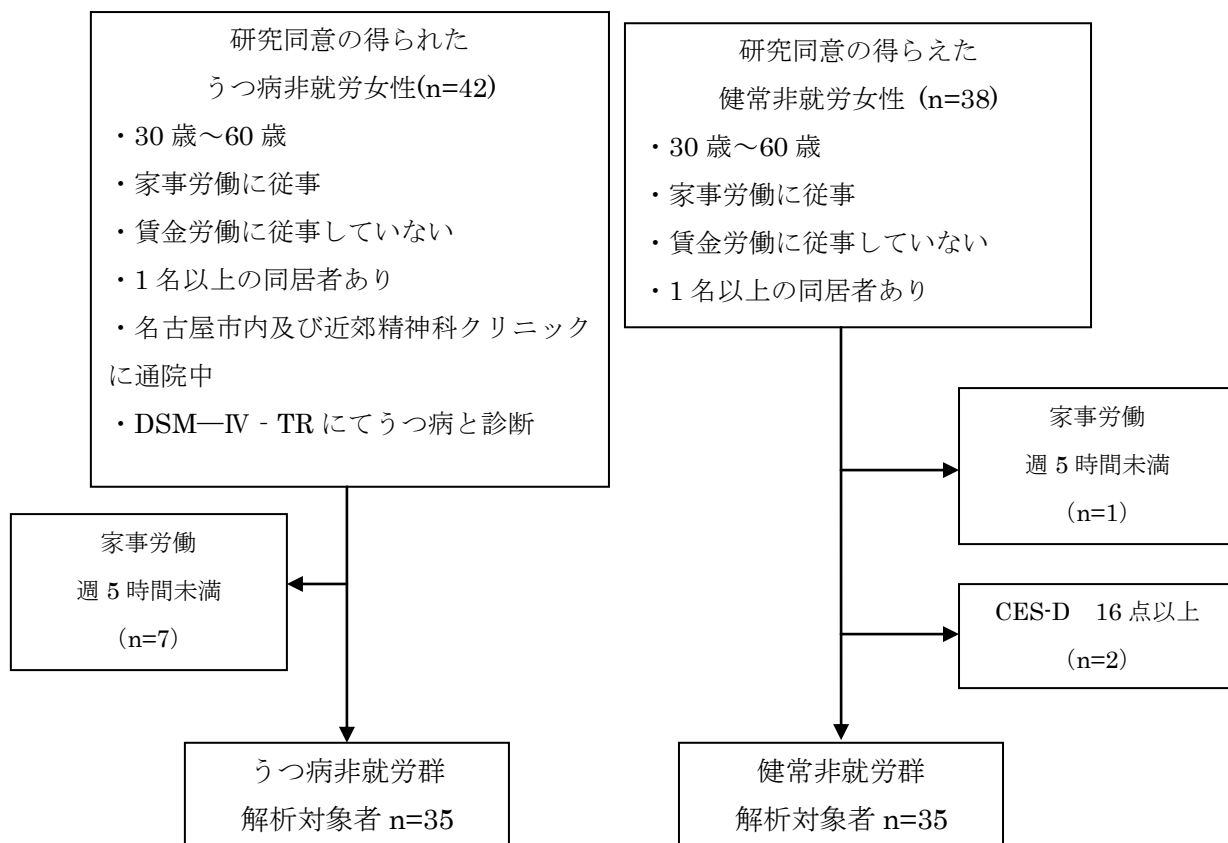 研究同意の得られた
うつ病非就労女性(n=42)
・30 歳～60 歳
・家事労働に従事
・賃金労働に従事していない
・1 名以上の同居者あり
・名古屋市内及び近郊精神科クリニック
に通院中
・DSM―Ⅳ‐TR にてうつ病と診断
家事労働
週 5 時間未満
（n=7）
うつ病非就労群
解析対象者 n=35
研究同意の得らえた
健常非就労女性 (n=38)
・30 歳～60 歳
・家事労働に従事
・賃金労働に従事していない
・1 名以上の同居者あり
家事労働
週 5 時間未満
（n=1）
CES-D　16 点以上
（n=2）
健常非就労群
解析対象者 n=35